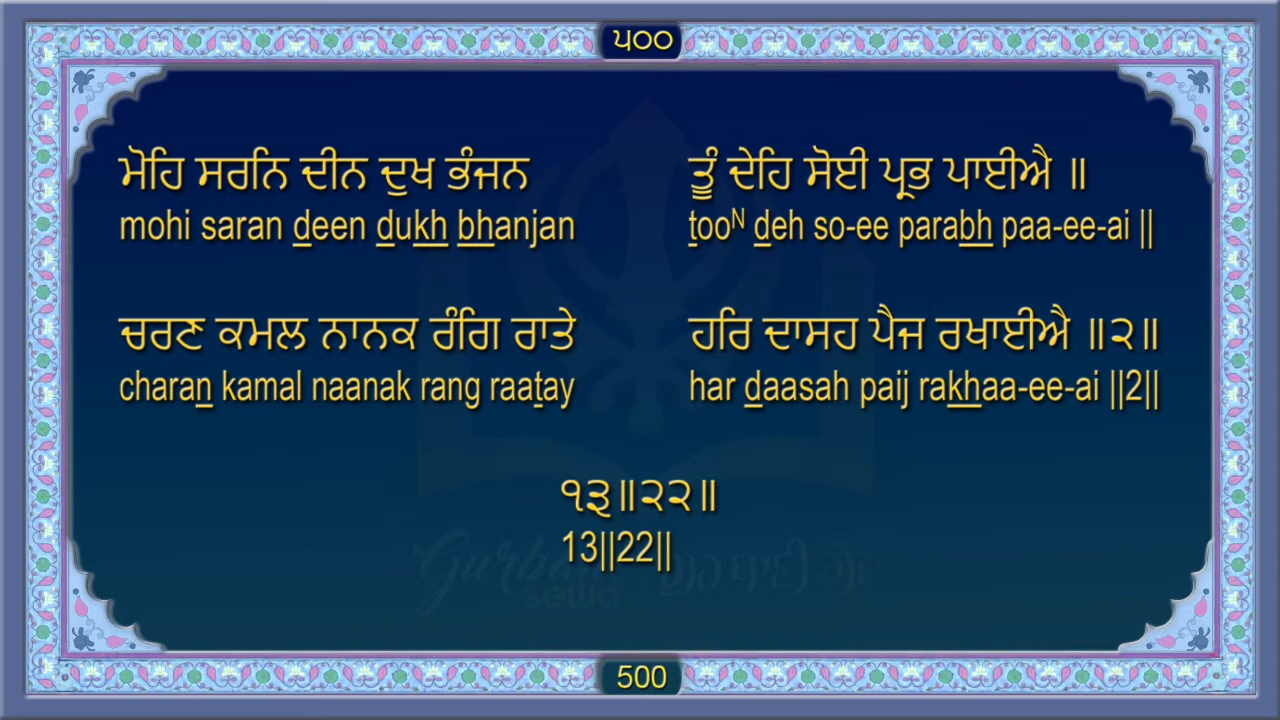 ੫੦੦
ਮੋਹਿ ਸਰਨਿ ਦੀਨ ਦੁਖ ਭੰਜਨ ਤੂੰ ਦੇਹਿ ਸੋਈ ਪ੍ਰਭ ਪਾਈਐ ॥
mohi saran deen dukh bhanjan tooᴺ deh so-ee parabh paa-ee-ai ||
ਚਰਣ ਕਮਲ ਨਾਨਕ ਰੰਗਿ ਰਾਤੇ ਹਰਿ ਦਾਸਹ ਪੈਜ ਰਖਾਈਐ ॥੨॥
charan kamal naanak rang raatay har daasah paij rakhaa-ee-ai ||2||
੧੩॥੨੨॥
13||22||
500